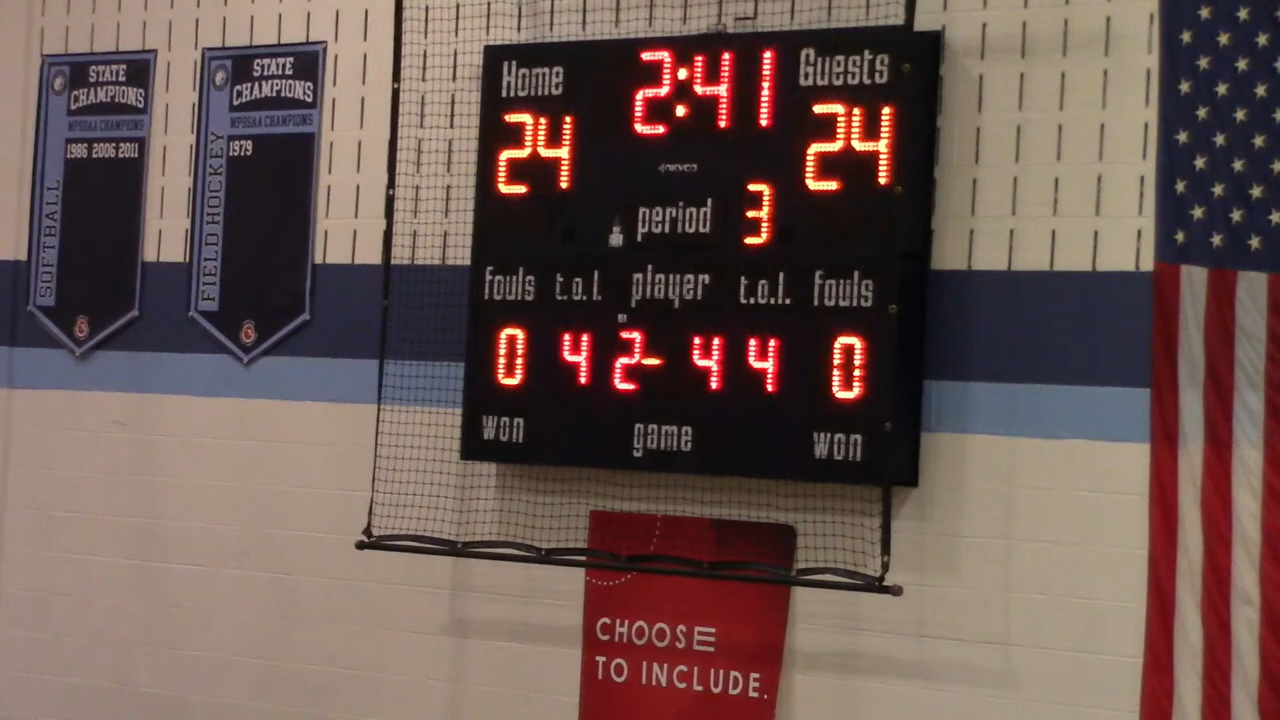 STATE
CHAMPIONS
MPSSAA CHAMPIONS
1986 2006 2011
SOFTBALL
STATE
CHAMPIONS
MPSSAA CHAMPIONS
1979
FIELD HOCKEY
Home 2:41 Guests
24 24
period 3
fouls t.o.l. player t.o.l. fouls
0 4 2- 4 4 0
won game won
CHOOSE
TO INCLUDE.